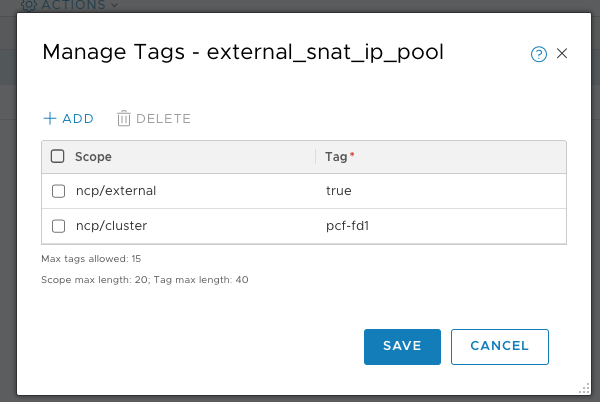 ACTIONS
Manage Tags - external_snat_ip_pool
ADD DELETE
Scope Tag*
ncp/external true
ncp/cluster pcf-fd1
Max tags allowed: 15
Scope max length: 20; Tag max length: 40
SAVE CANCEL